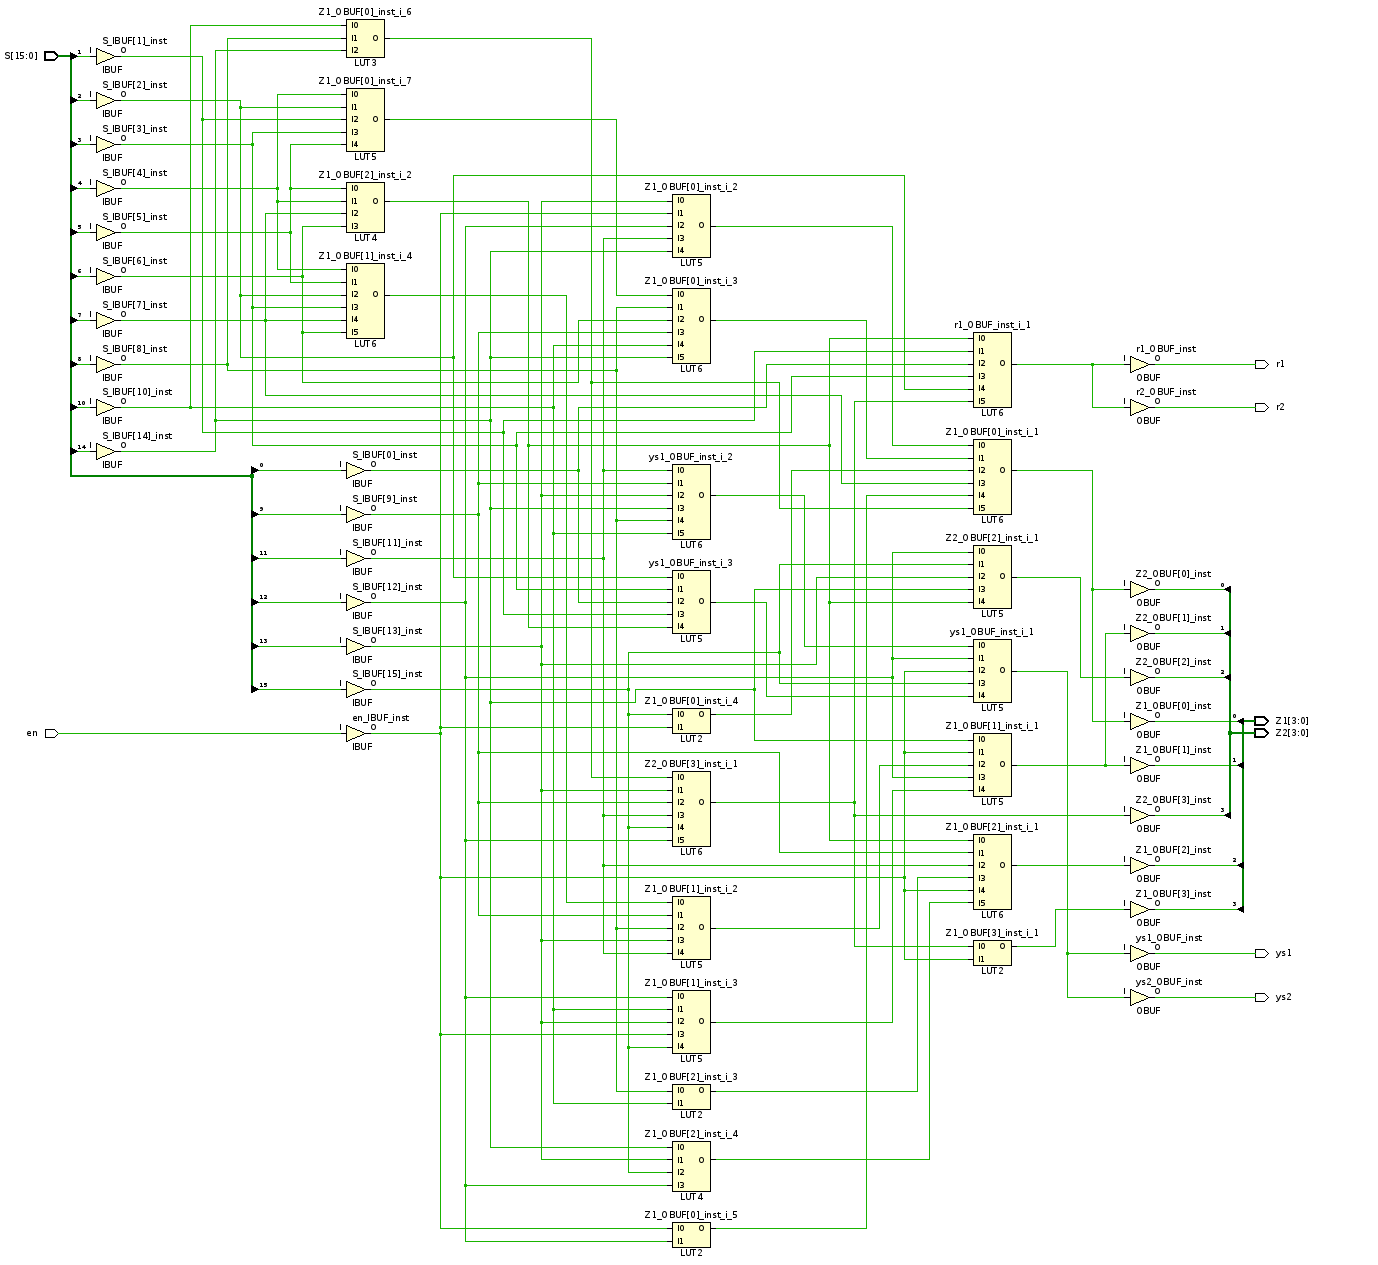 S[15:0]
1
S_IBUF[1]_inst
I
O
IBUF
2
S_IBUF[2]_inst
I
O
IBUF
3
S_IBUF[3]_inst
I
O
IBUF
4
S_IBUF[4]_inst
I
O
IBUF
5
S_IBUF[5]_inst
I
O
IBUF
6
S_IBUF[6]_inst
I
O
IBUF
7
S_IBUF[7]_inst
I
O
IBUF
8
S_IBUF[8]_inst
I
O
IBUF
10
S_IBUF[10]_inst
I
O
IBUF
14
S_IBUF[14]_inst
I
O
IBUF
en
Z1_OBUF[0]_inst_i_6
I0
I1
I2
O
LUT3
Z1_OBUF[0]_inst_i_7
I0
I1
I2
I3
I4
O
LUT5
Z1_OBUF[2]_inst_i_2
I0
I1
I2
I3
O
LUT4
Z1_OBUF[1]_inst_i_4
I0
I1
I2
I3
I4
I5
O
LUT6
0
S_IBUF[0]_inst
I
O
IBUF
9
S_IBUF[9]_inst
I
O
IBUF
11
S_IBUF[11]_inst
I
O
IBUF
12
S_IBUF[12]_inst
I
O
IBUF
13
S_IBUF[13]_inst
I
O
IBUF
15
S_IBUF[15]_inst
I
O
IBUF
en_IBUF_inst
I
O
IBUF
Z1_OBUF[0]_inst_i_2
I0
I1
I2
I3
I4
O
LUT5
Z1_OBUF[0]_inst_i_3
I0
I1
I2
I3
I4
I5
O
LUT6
ys1_OBUF_inst_i_2
I0
I1
I2
I3
I4
I5
O
LUT6
ys1_OBUF_inst_i_3
I0
I1
I2
I3
I4
O
LUT5
Z1_OBUF[0]_inst_i_4
I0
I1
O
LUT2
Z2_OBUF[3]_inst_i_1
I0
I1
I2
I3
I4
I5
O
LUT6
Z1_OBUF[1]_inst_i_2
I0
I1
I2
I3
I4
O
LUT5
Z1_OBUF[1]_inst_i_3
I0
I1
I2
I3
I4
O
LUT5
Z1_OBUF[2]_inst_i_3
I0
I1
O
LUT2
Z1_OBUF[2]_inst_i_4
I0
I1
I2
I3
O
LUT4
Z1_OBUF[0]_inst_i_5
I0
I1
O
LUT2
r1_OBUF_inst_i_1
I0
I1
I2
I3
I4
I5
O
LUT6
Z1_OBUF[0]_inst_i_1
I0
I1
I2
I3
I4
I5
O
LUT6
Z2_OBUF[2]_inst_i_1
I0
I1
I2
I3
I4
O
LUT5
ys1_OBUF_inst_i_1
I0
I1
I2
I3
I4
O
LUT5
Z1_OBUF[1]_inst_i_1
I0
I1
I2
I3
I4
O
LUT5
Z1_OBUF[2]_inst_i_1
I0
I1
I2
I3
I4
I5
O
LUT6
Z1_OBUF[3]_inst_i_1
I0
I1
O
LUT2
r1_OBUF_inst
I
O
OBUF
r1
r2_OBUF_inst
I
O
OBUF
r2
Z2_OBUF[0]_inst
I
O
OBUF
0
Z2_OBUF[1]_inst
I
O
OBUF
1
Z2_OBUF[2]_inst
I
O
OBUF
2
Z1_OBUF[0]_inst
I
O
OBUF
0
Z1[3:0]
Z2[3:0]
Z1_OBUF[1]_inst
I
O
OBUF
1
Z2_OBUF[3]_inst
I
O
OBUF
3
Z1_OBUF[2]_inst
I
O
OBUF
2
Z1_OBUF[3]_inst
I
O
OBUF
3
ys1_OBUF_inst
I
O
OBUF
ys1
ys2_OBUF_inst
I
O
OBUF
ys2